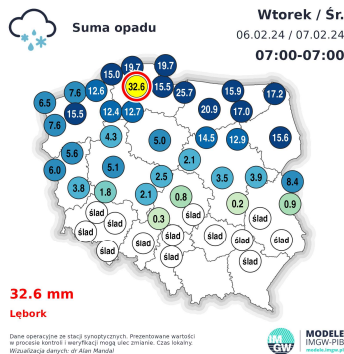 Suma opadu
Wtorek / Śr.
06.02.24 / 07.02.24
07:00-07:00
19.7 19.7
15.0
32.6 15.5 25.7 15.9 17.2
7.6 12.6
6.5
15.5 12.4 12.7 20.9 17.0
7.6
4.3 5.0 14.5 12.9 15.6
5.6 2.1
6.0 5.1
3.8 1.8 2.5 3.5 3.9 8.4
2.1 0.8 0.2 0.9
ślad ślad 0.3 ślad ślad
ślad ślad ślad ślad ślad ślad ślad
ślad ślad
32.6 mm
Lębork
Dane operacyjne ze stacji synoptycznych. Prezentowane wartości
w procesie kontroli i weryfikacji mogą ulec zmianie. Czas lokalny.
Wizualizacja danych: dr Alan Mandal
IM
GW
MODELE
IMGW-PIB
modele.imgw.pl